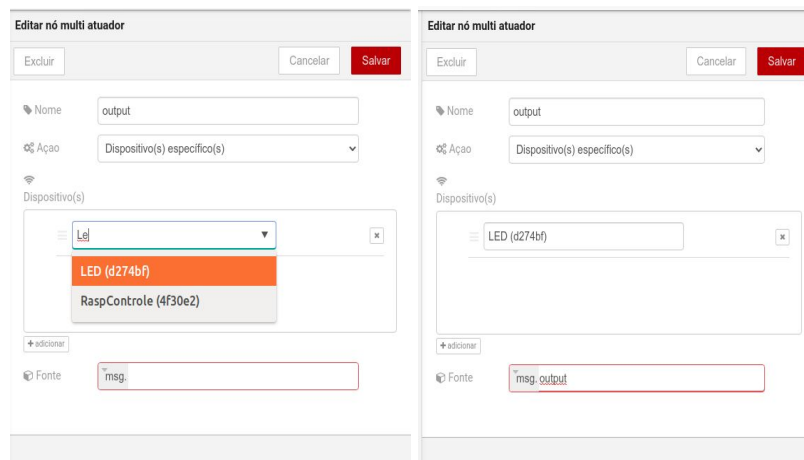 Editar nó multi atuador
Excluir
Cancelar
Salvar
Nome
output
Açao
Dispositivo(s) específico(s)
Dispositivo(s)
Le
LED (d274bf)
RaspControle (4f30e2)
adicionar
Fonte
msg.
Editar nó multi atuador
Excluir
Cancelar
Salvar
Nome
output
Açao
Dispositivo(s) específico(s)
Dispositivo(s)
LED (d274bf)
adicionar
Fonte
msg. output